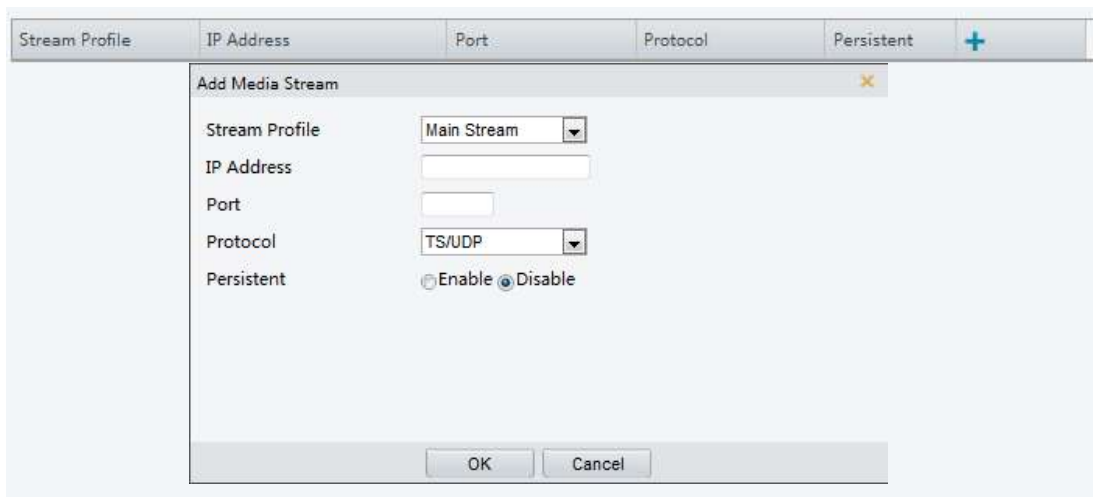 Stream Profile IP Address Port Protocol Persistent +
Add Media Stream ×
Stream Profile Main Stream
IP Address
Port
Protocol TS/UDP
Persistent Enable Disable
OK Cancel